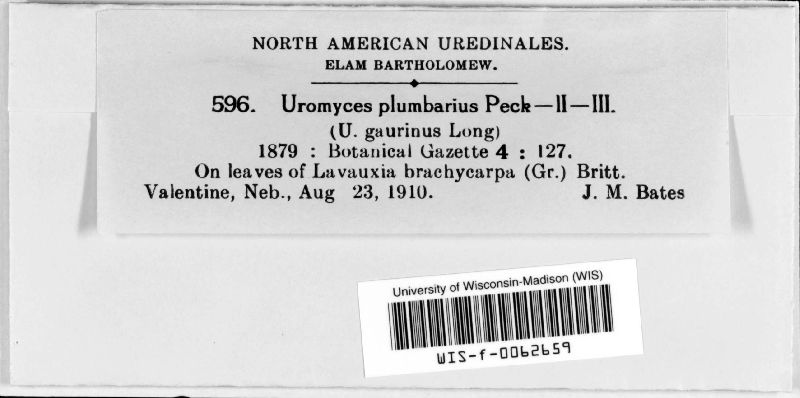 NORTH AMERICAN UREDINALES.
ELAM BARTHOLOMEW.
596. Uromyces plumbarius Peck—II—III.
(U. gaurinus Long)
1879 : Botanical Gazette 4 : 127.
On leaves of Lavauxia brachycarpa (Gr.) Britt.
Valentine, Neb., Aug 23, 1910. J. M. Bates
University of Wisconsin-Madison (WIS)
WIS-f-0062659